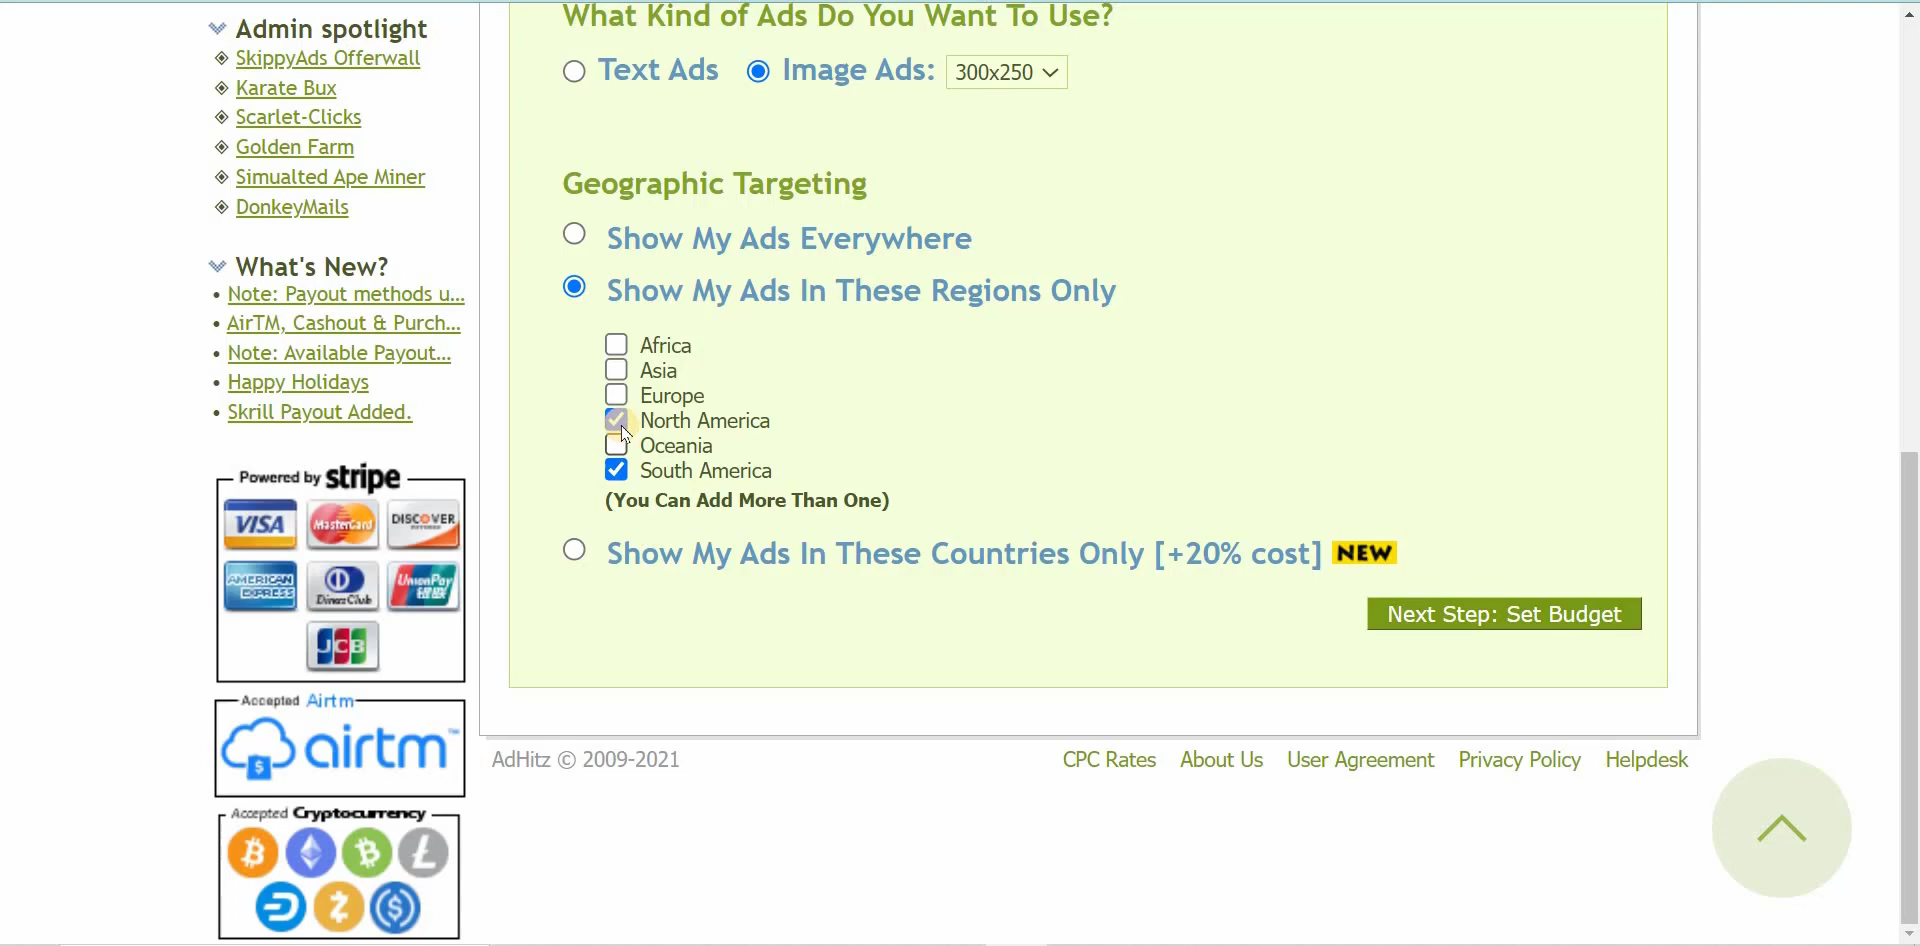 Admin spotlight
SkippyAds Offerwall
Karate Bux
Scarlet-Clicks
Golden Farm
Simualted Ape Miner
DonkeyMails
What's New?
Note: Payout methods u...
AirTM, Cashout & Purch...
Note: Available Payout...
Happy Holidays
Skrill Payout Added.
Powered by stripe
VISA MasterCard DISCOVER
AMERICAN EXPRESS Diners Club UnionPay 银联
JCB
Accepted Airtm
airtm™
Accepted Cryptocurrency
What Kind of Ads Do You Want To Use?
Text Ads Image Ads: 300x250
Geographic Targeting
Show My Ads Everywhere
Show My Ads In These Regions Only
Africa
Asia
Europe
North America
Oceania
South America
(You Can Add More Than One)
Show My Ads In These Countries Only [+20% cost] NEW
Next Step: Set Budget
AdHitz © 2009-2021
CPC Rates About Us User Agreement Privacy Policy Helpdesk